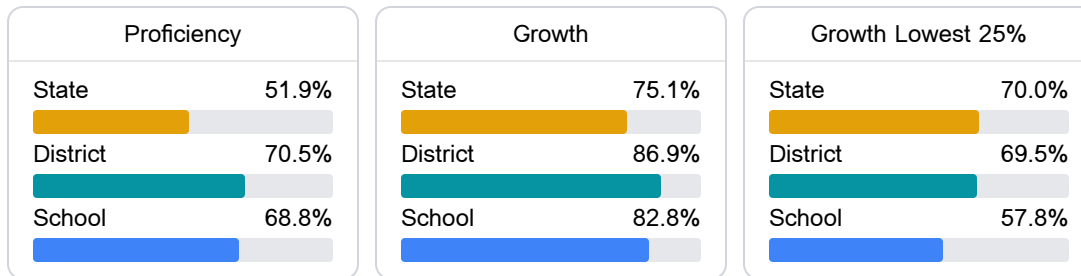 Proficiency
State 51.9%
District 70.5%
School 68.8%
Growth
State 75.1%
District 86.9%
School 82.8%
Growth Lowest 25%
State 70.0%
District 69.5%
School 57.8%